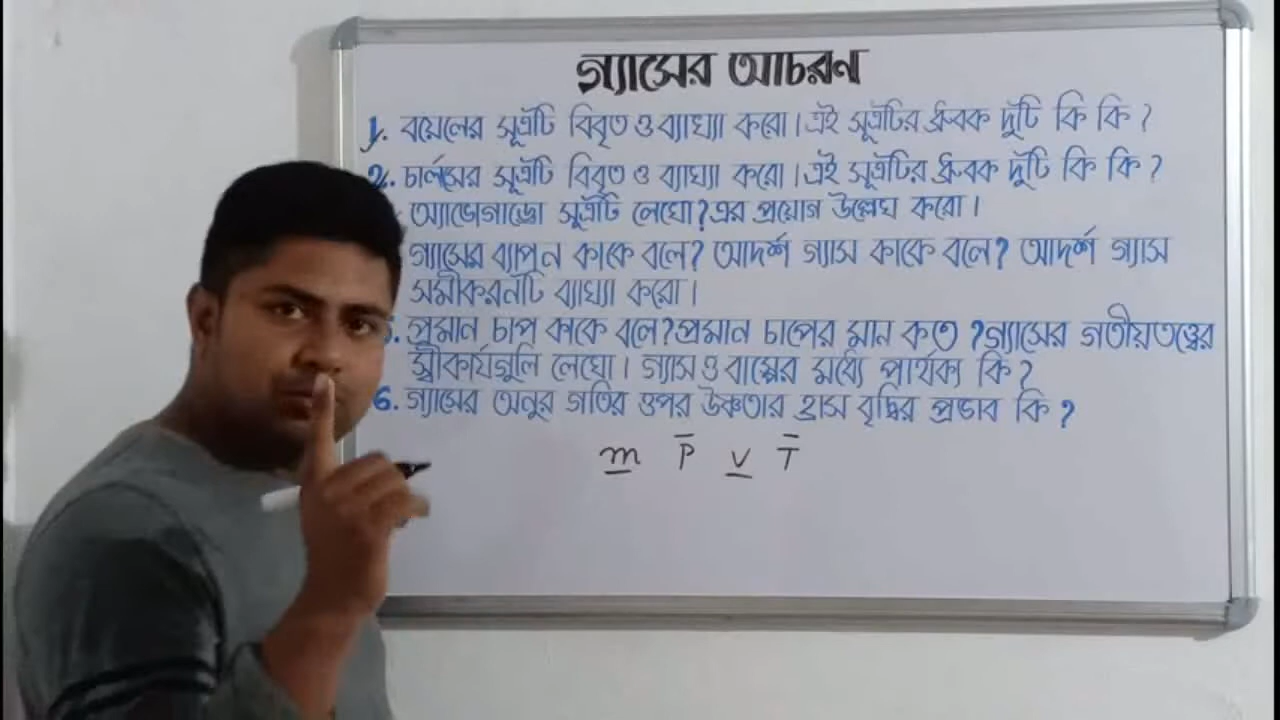 গ্যাসের আচরন
1. বয়েলের সূত্রটি বিবৃত ও ব্যাখ্যা করো। এই সূত্রটির ধ্রুবক দুটি কি কি ?
2. চার্লসের সূত্রটি বিবৃত ও ব্যাখ্যা করো। এই সূত্রটির ধ্রুবক দুটি কি কি ?
অ্যাভোগাড্রো সূত্রটি লেখো? এর প্রয়োগ উল্লেখ করো।
গ্যাসের ব্যাপন কাকে বলে? আদর্শ গ্যাস কাকে বলে? আদর্শ গ্যাস
সমীকরনটি ব্যাখ্যা করো।
5. প্রমান চাপ কাকে বলে? প্রমান চাপের মান কত ? গ্যাসের গতীয়তত্ত্বের
স্বীকার্যগুলি লেখো। গ্যাস ও বাষ্পের মধ্যে পার্থক্য কি ?
6. গ্যাসের অনুর গতির ওপর উষ্ণতার হ্রাস বৃদ্ধির প্রভাব কি ?
m P V T